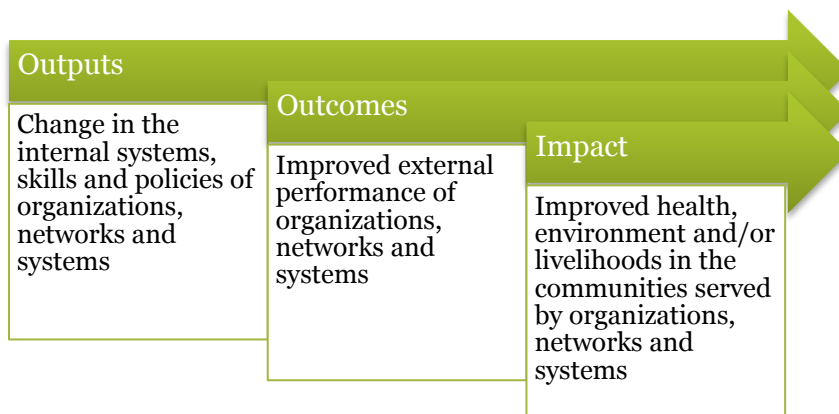 Outputs
Change in the
internal systems,
skills and policies of
organizations,
networks and
systems
Outcomes
Improved external
performance of
organizations,
networks and
systems
Impact
Improved health,
environment and/or
livelihoods in the
communities served
by organizations,
networks and
systems